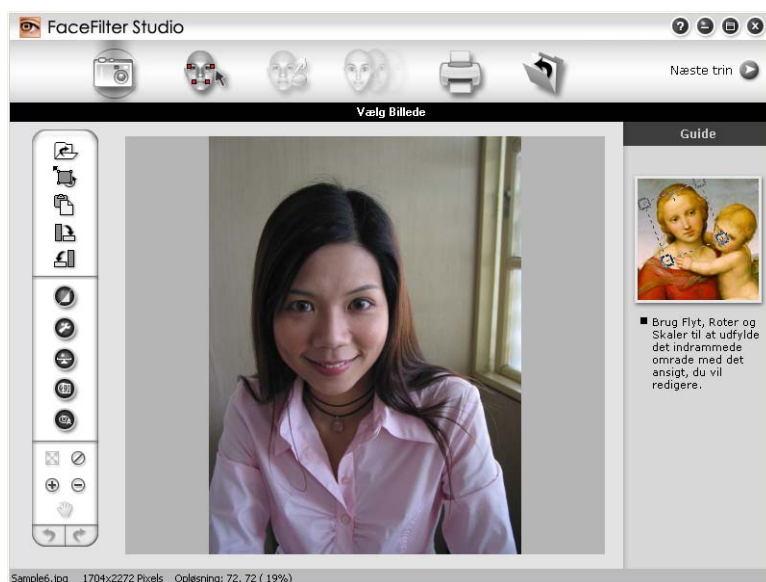 FaceFilter Studio
Næste trin
Vælg Billede
Guide
Brug Flyt, Roter og
Skaler til at udfylde
det indrammede
område med det
ansigt, du vil
redigere.
Sample6.jpg 1704x2272 Pixels Opløsning: 72, 72 ( 19%)